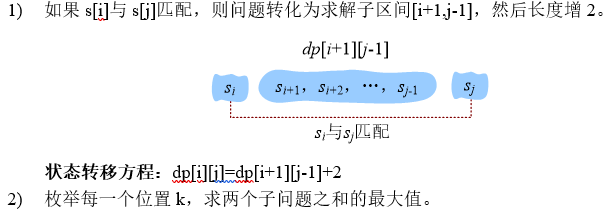 1) 如果 s[i]与 s[j]匹配，则问题转化为求解子区间[i+1,j-1]，然后长度增 2。
dp[i+1][j-1]
si si+1，si+2，…，sj-1 sj
si与sj匹配
状态转移方程：dp[i][j]=dp[i+1][j-1]+2
2) 枚举每一个位置 k，求两个子问题之和的最大值。